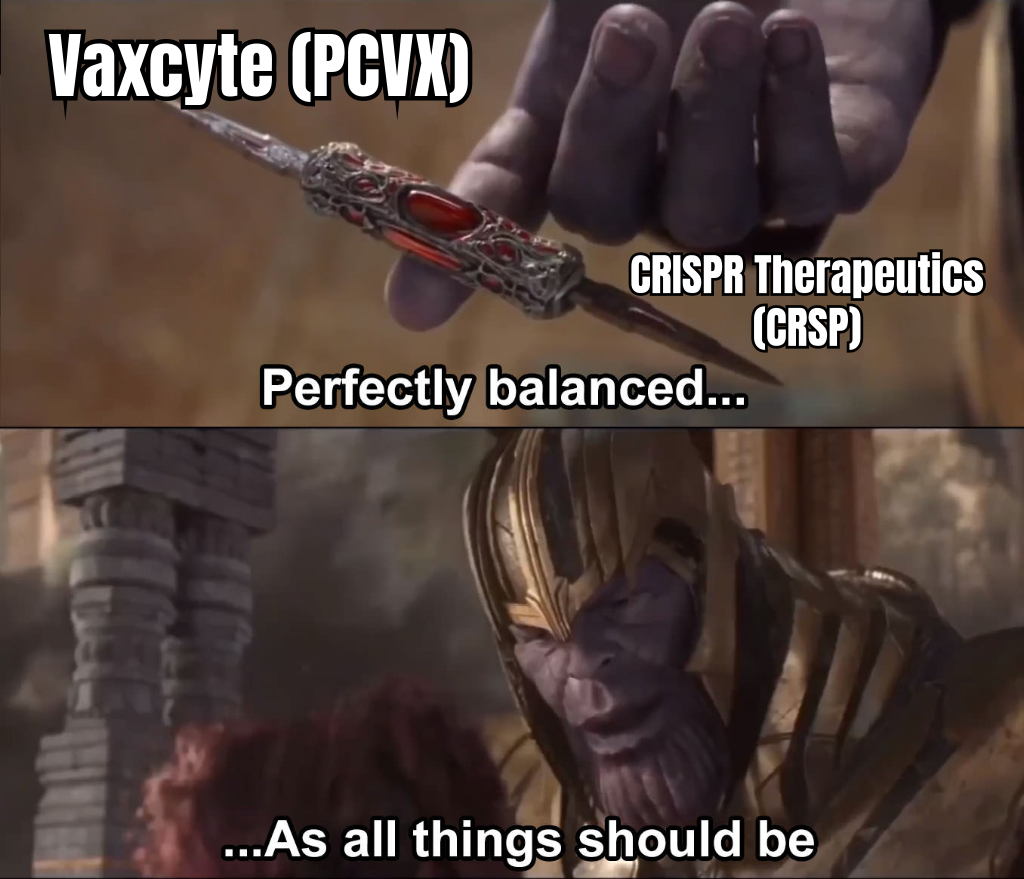 Vaxcyte (PCVX)
CRISPR Therapeutics
(CRSP)
Perfectly balanced...
...As all things should be